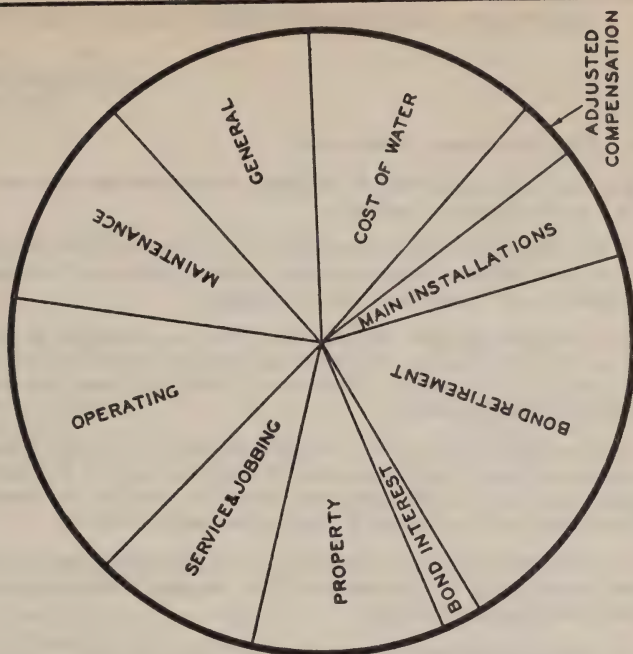 GENERAL
COST OF WATER
ADJUSTED
COMPENSATION
MAIN INSTALLATIONS
BOND RETIREMENT
BOND INTEREST
PROPERTY
SERVICE & JOBBING
OPERATING
MAINTENANCE